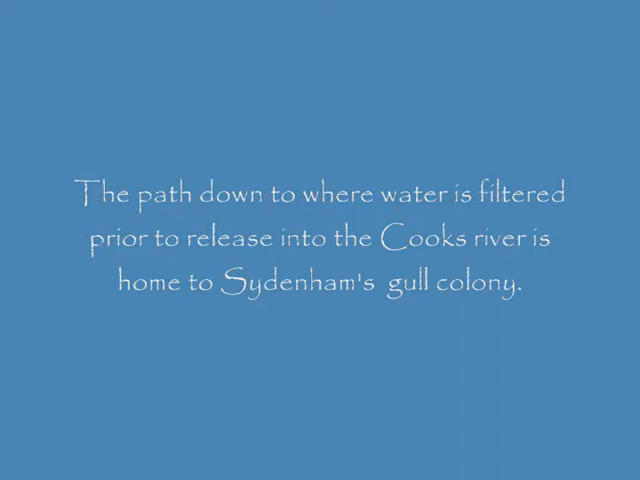 The path down to where water is filtered
prior to release into the Cooks river is
home to Sydenham's gull colony.